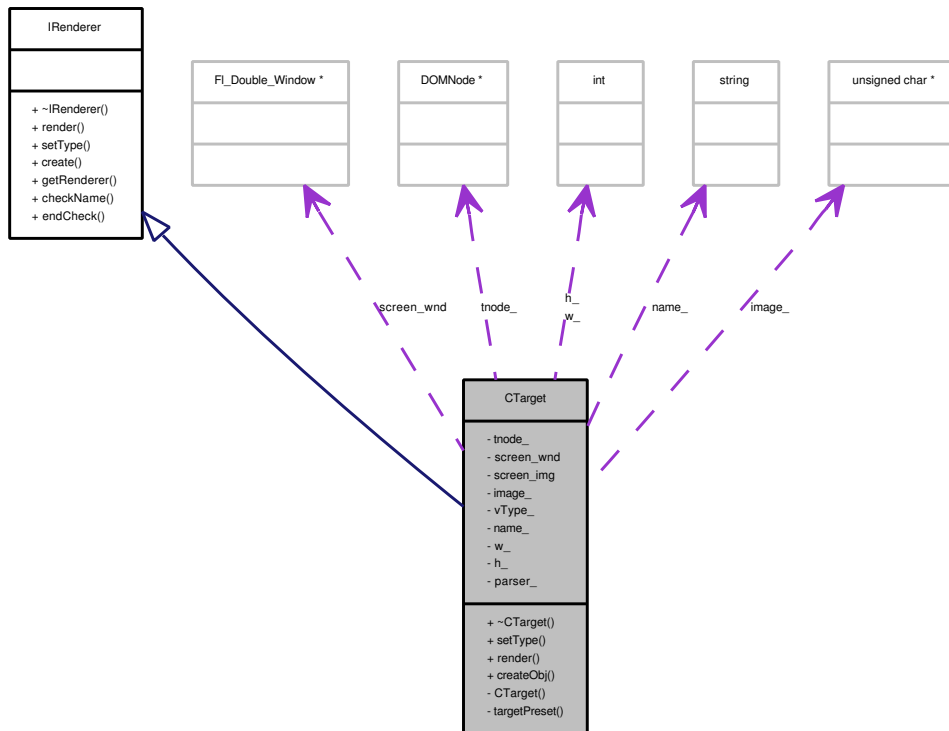 IRenderer
+ ~IRenderer()
+ render()
+ setType()
+ create()
+ getRenderer()
+ checkName()
+ endCheck()
Fl_Double_Window *
DOMNode *
int
string
unsigned char *
screen_wnd
tnode_
h_
w_
name_
image_
CTarget
- tnode_
- screen_wnd
- screen_img
- image_
- vType_
- name_
- w_
- h_
- parser_
+ ~CTarget()
+ setType()
+ render()
+ createObj()
- CTarget()
- targetPreset()